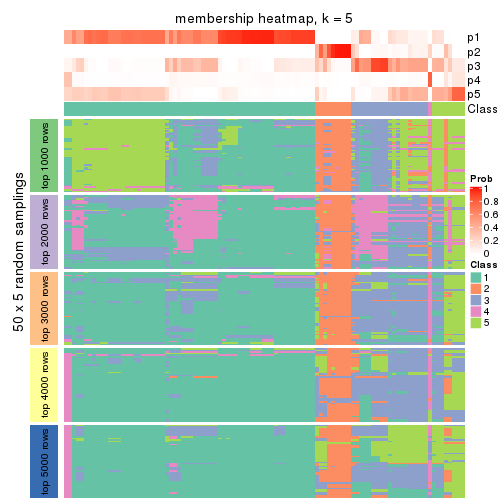 membership heatmap, k = 5
p1
p2
p3
p4
p5
Class
50 x 5 random samplings
top 1000 rows
top 2000 rows
top 3000 rows
top 4000 rows
top 5000 rows
Prob
1
0.8
0.6
0.4
0.2
0
Class
1
2
3
4
5